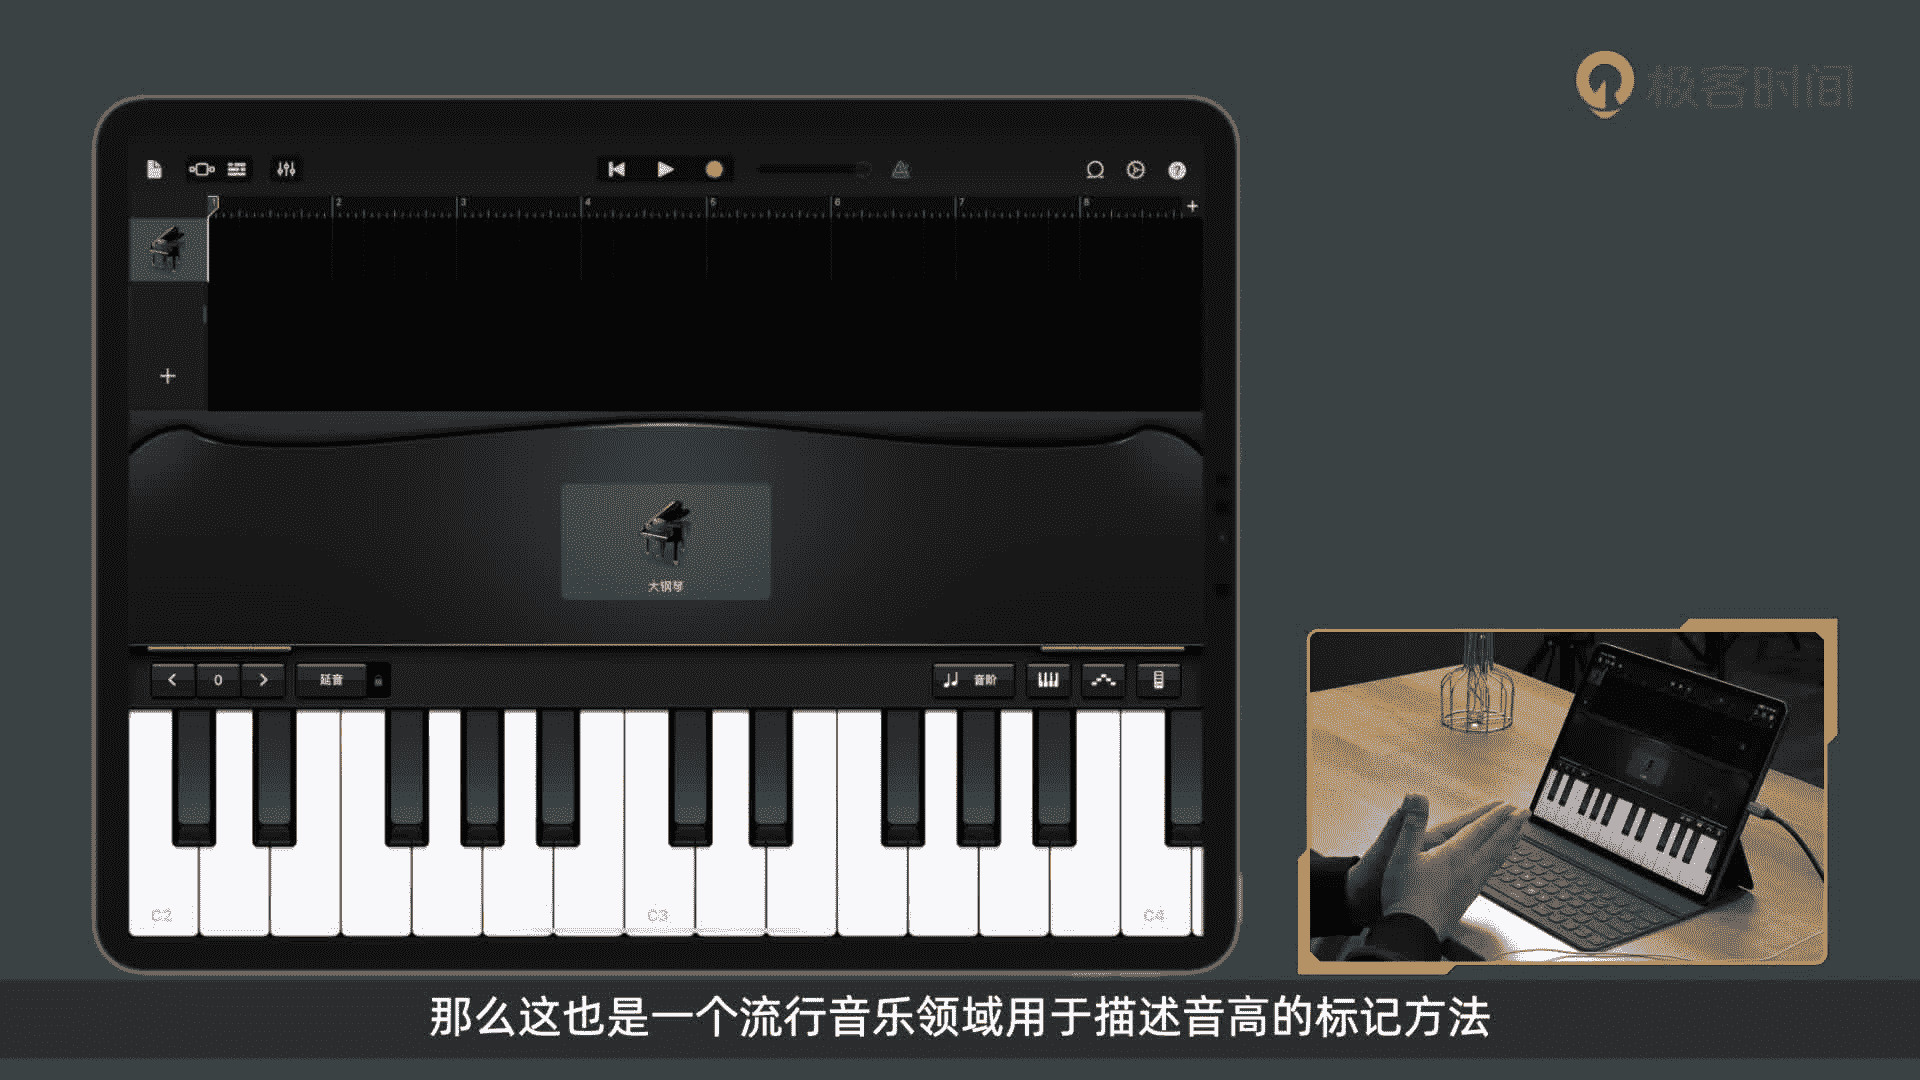 极客时间
1 2 3 4 5 6 7 8
大钢琴
0 延音 音阶
C2 C3 C4
那么这也是一个流行音乐领域用于描述音高的标记方法